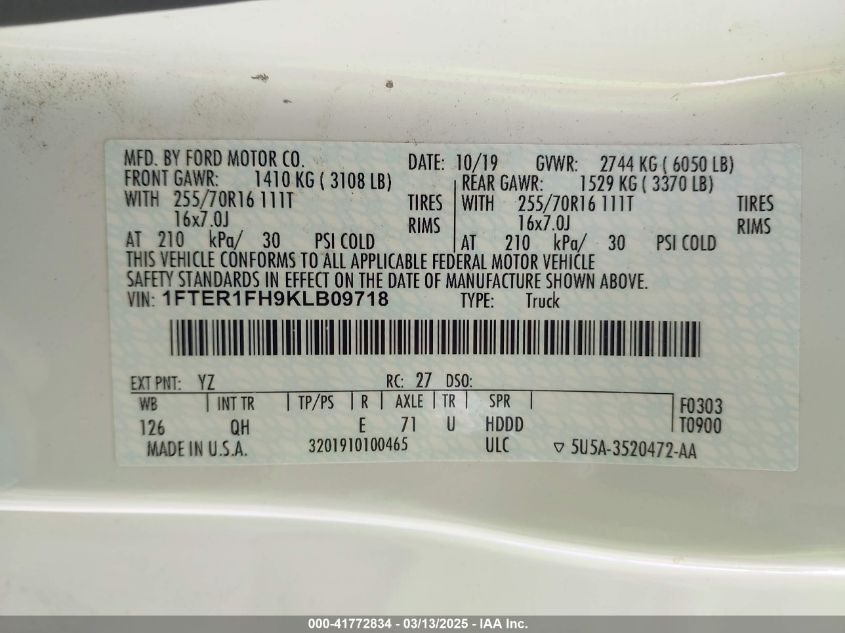 MFD. BY FORD MOTOR CO. DATE: 10/19 GVWR: 2744 KG ( 6050 LB)
FRONT GAWR: 1410 KG ( 3108 LB) REAR GAWR: 1529 KG ( 3370 LB)
WITH 255/70R16 111T TIRES WITH 255/70R16 111T TIRES
16x7.0J RIMS 16x7.0J RIMS
AT 210 kPa/ 30 PSI COLD AT 210 kPa/ 30 PSI COLD
THIS VEHICLE CONFORMS TO ALL APPLICABLE FEDERAL MOTOR VEHICLE
SAFETY STANDARDS IN EFFECT ON THE DATE OF MANUFACTURE SHOWN ABOVE.
VIN: 1FTER1FH9KLB09718 TYPE: Truck
EXT PNT: YZ RC: 27 DSO:
WB INT TR TP/PS R AXLE TR SPR F0303
126 QH E 71 U HDDD T0900
MADE IN U.S.A. 3201910100465 ULC ▽ 5U5A-3520472-AA
000-41772834 - 03/13/2025 - IAA Inc.